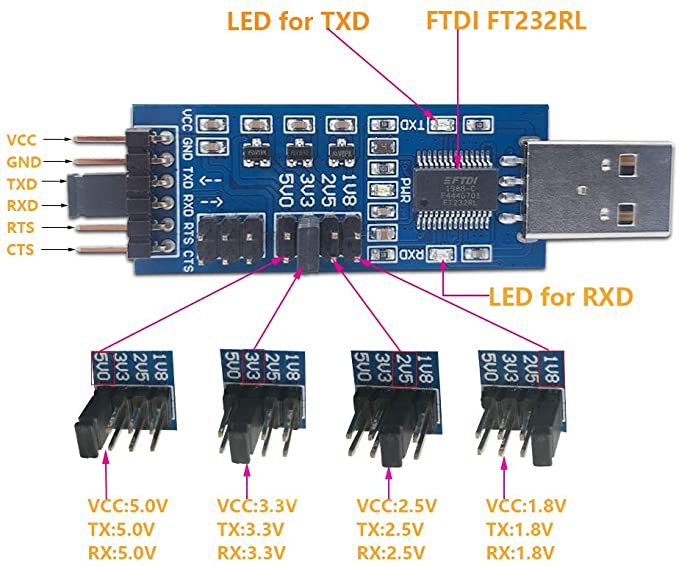 LED for TXD
FTDI FT232RL
VCC
GND
TXD
RXD
RTS
CTS
VCC GND TXD RXD RTS CTS
5V0
3V3
2V5
1V8
PWR
TXD
RXD
FTDI
1908-C
FT232RL
LED for RXD
5V0 3V3 2V5 1V8
5V0 3V3 2V5 1V8
5V0 3V3 2V5 1V8
5V0 3V3 2V5 1V8
VCC:5.0V
TX:5.0V
RX:5.0V
VCC:3.3V
TX:3.3V
RX:3.3V
VCC:2.5V
TX:2.5V
RX:2.5V
VCC:1.8V
TX:1.8V
RX:1.8V